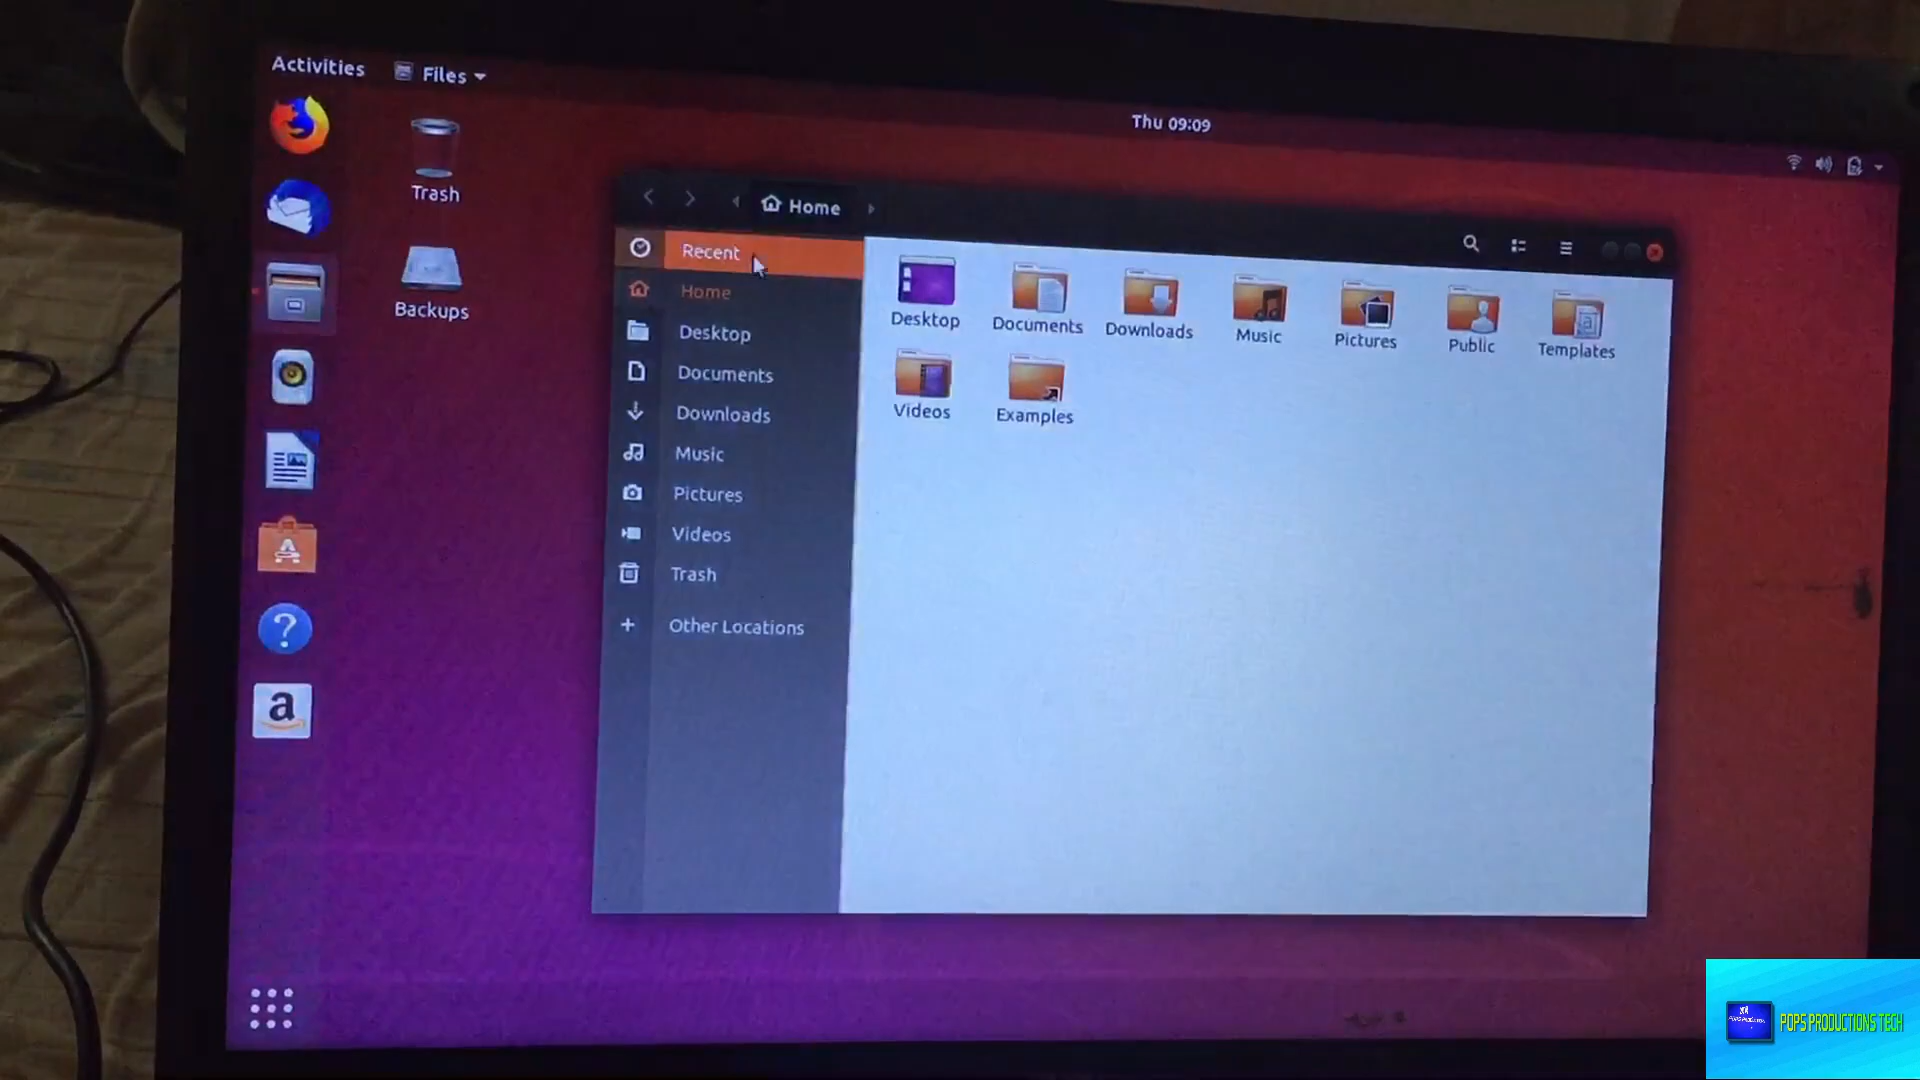 Activities
Files
Thu 09:09
Trash
Backups
Home
Recent
Home
Desktop
Documents
Downloads
Music
Pictures
Videos
Trash
Other Locations
Desktop
Documents
Downloads
Music
Pictures
Public
Templates
Videos
Examples
POPS PRODUCTIONS TECH